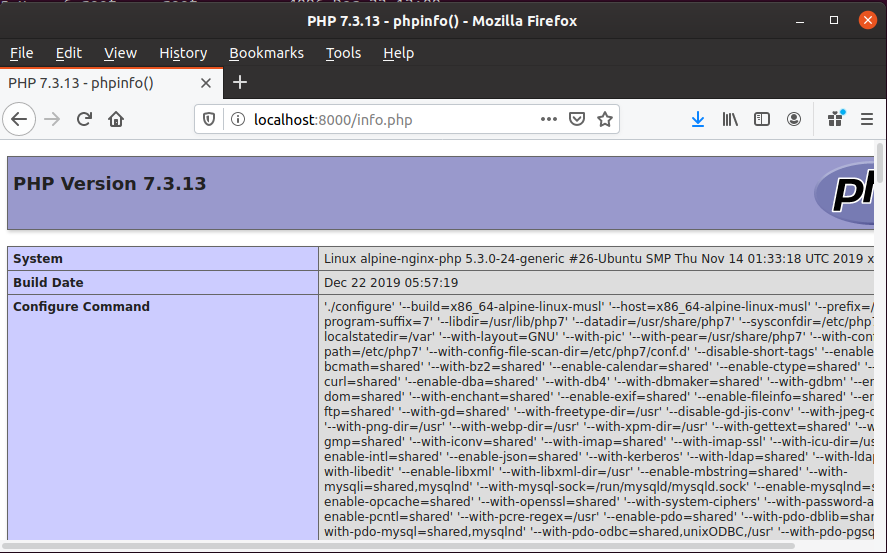 PHP 7.3.13 - phpinfo() - Mozilla Firefox
File Edit View History Bookmarks Tools Help
PHP 7.3.13 - phpinfo()
localhost:8000/info.php
PHP Version 7.3.13
System Linux alpine-nginx-php 5.3.0-24-generic #26-Ubuntu SMP Thu Nov 14 01:33:18 UTC 2019 x
Build Date Dec 22 2019 05:57:19
Configure Command './configure' '--build=x86_64-alpine-linux-musl' '--host=x86_64-alpine-linux-musl' '--prefix=/
program-suffix=7' '--libdir=/usr/lib/php7' '--datadir=/usr/share/php7' '--sysconfdir=/etc/php7
localstatedir=/var' '--with-layout=GNU' '--with-pic' '--with-pear=/usr/share/php7' '--with-con
path=/etc/php7' '--with-config-file-scan-dir=/etc/php7/conf.d' '--disable-short-tags' '--enable
bcmath=shared' '--with-bz2=shared' '--enable-calendar=shared' '--enable-ctype=shared' '--
curl=shared' '--enable-dba=shared' '--with-db4' '--with-dbmaker=shared' '--with-gdbm' '--en
dom=shared' '--with-enchant=shared' '--enable-exif=shared' '--enable-fileinfo=shared' '--en
ftp=shared' '--with-gd=shared' '--with-freetype-dir=/usr' '--disable-gd-jis-conv' '--with-jpeg-d
'--with-png-dir=/usr' '--with-webp-dir=/usr' '--with-xpm-dir=/usr' '--with-gettext=shared' '--w
gmp=shared' '--with-iconv=shared' '--with-imap=shared' '--with-imap-ssl' '--with-icu-dir=/us
enable-intl=shared' '--enable-json=shared' '--with-kerberos' '--with-ldap=shared' '--with-lda
with-libedit' '--enable-libxml' '--with-libxml-dir=/usr' '--enable-mbstring=shared' '--with-
mysqli=shared,mysqlnd' '--with-mysql-sock=/run/mysqld/mysqld.sock' '--enable-mysqlnd=s
enable-opcache=shared' '--with-openssl=shared' '--with-system-ciphers' '--with-password-a
enable-pcntl=shared' '--with-pcre-regex=/usr' '--enable-pdo=shared' '--with-pdo-dblib=shar
with-pdo-mysql=shared,mysqlnd' '--with-pdo-odbc=shared,unixODBC,/usr' '--with-pdo-pgsq